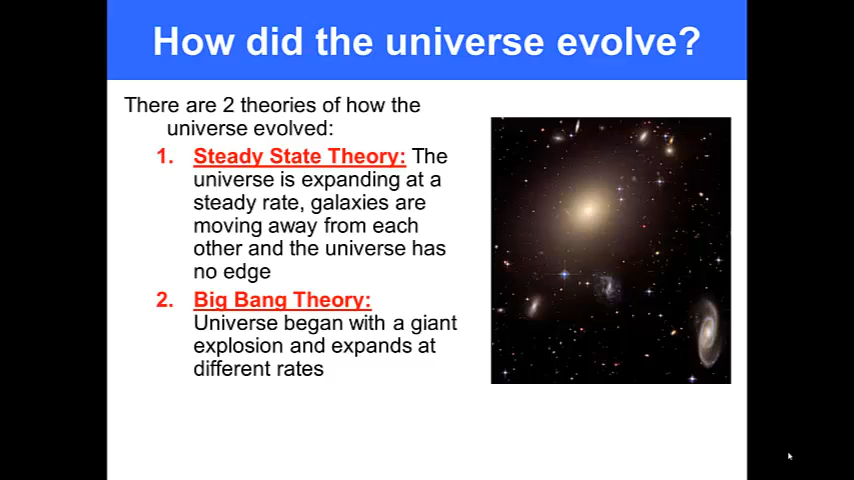 How did the universe evolve?
There are 2 theories of how the
universe evolved:
1. Steady State Theory: The
universe is expanding at a
steady rate, galaxies are
moving away from each
other and the universe has
no edge
2. Big Bang Theory:
Universe began with a giant
explosion and expands at
different rates